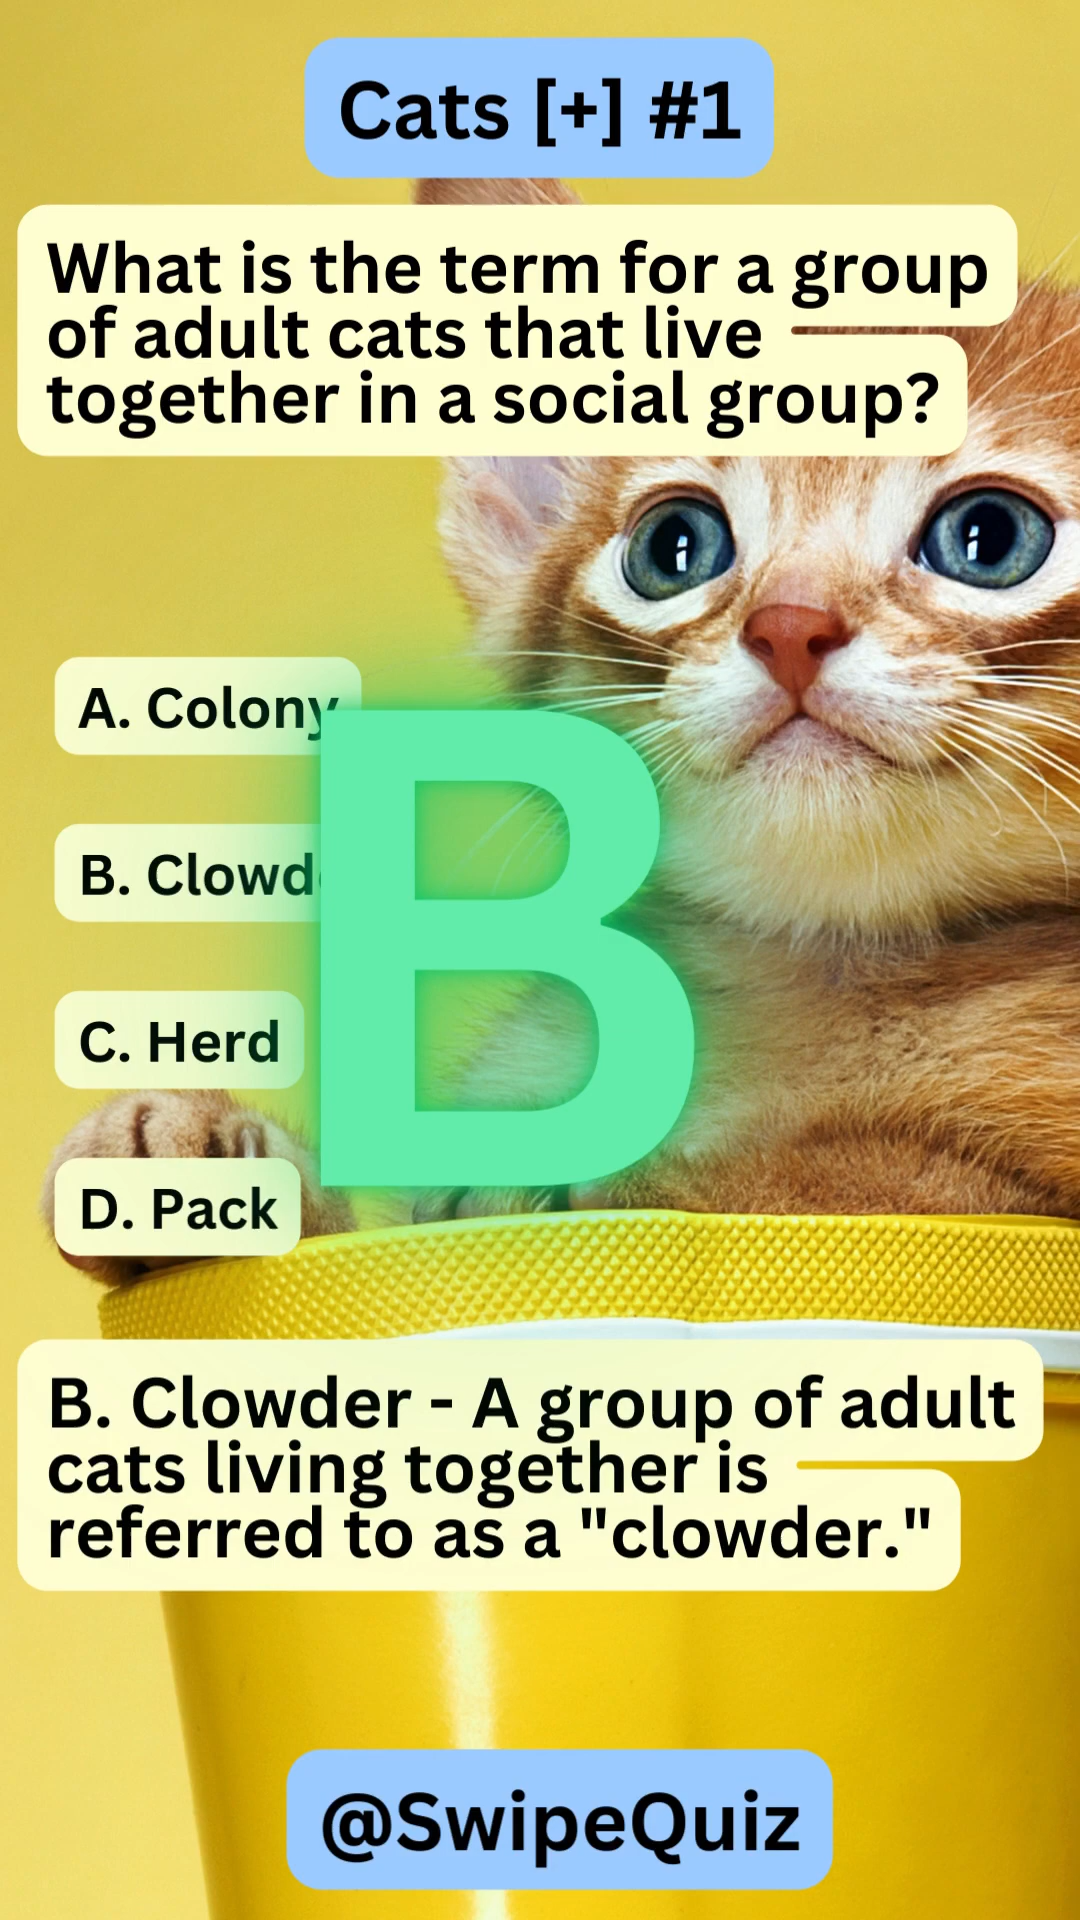 Cats [+] #1
What is the term for a group
of adult cats that live
together in a social group?
A. Colony
B. Clowd
C. Herd
D. Pack
B
B. Clowder - A group of adult
cats living together is
referred to as a "clowder."
@SwipeQuiz